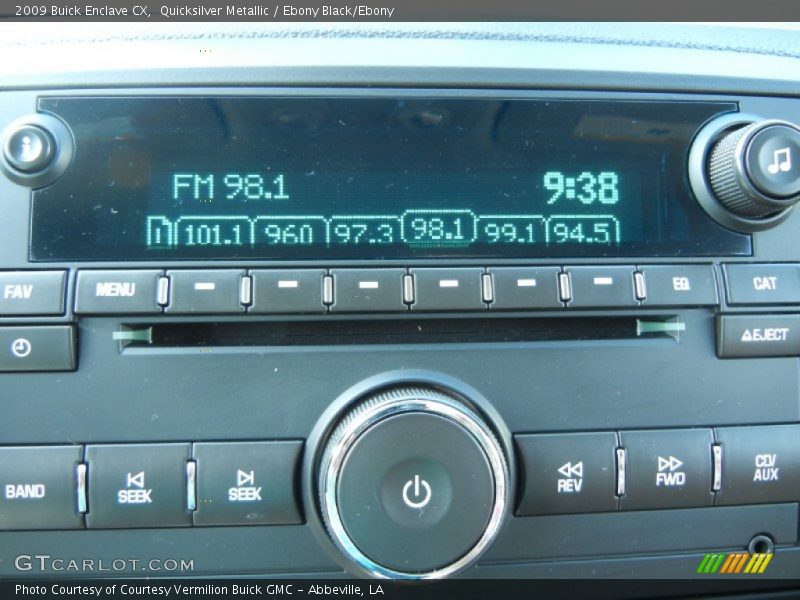 2009 Buick Enclave CX, Quicksilver Metallic / Ebony Black/Ebony
i
FM 98.1 9:38
101.1 960 97.3 98.1 99.1 94.5
FAV MENU EQ CAT
EJECT
BAND SEEK SEEK REV FWD CD/
AUX
GTCARLOT.COM
Photo Courtesy of Courtesy Vermilion Buick GMC - Abbeville, LA